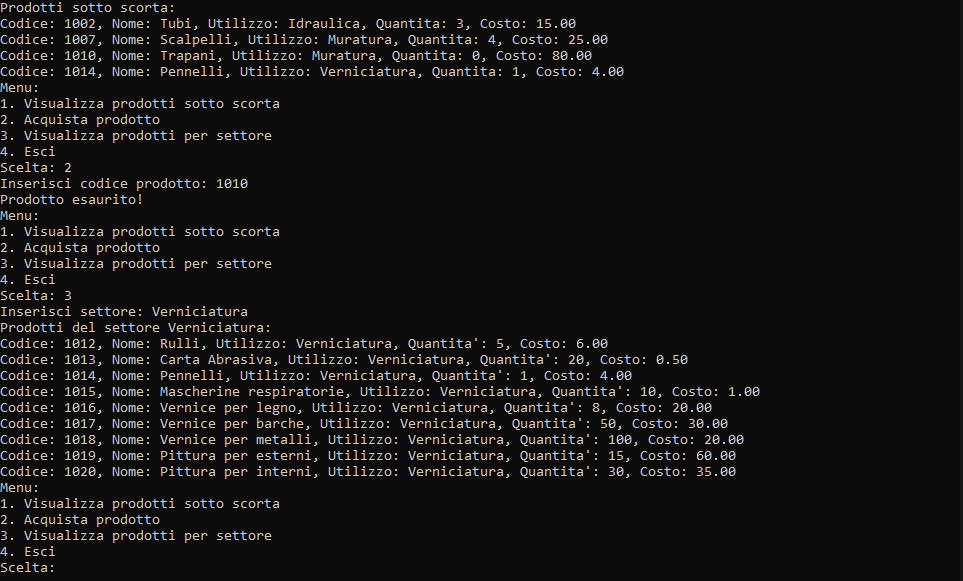 Prodotti sotto scorta:
Codice: 1002, Nome: Tubi, Utilizzo: Idraulica, Quantita: 3, Costo: 15.00
Codice: 1007, Nome: Scalpelli, Utilizzo: Muratura, Quantita: 4, Costo: 25.00
Codice: 1010, Nome: Trapani, Utilizzo: Muratura, Quantita: 0, Costo: 80.00
Codice: 1014, Nome: Pennelli, Utilizzo: Verniciatura, Quantita: 1, Costo: 4.00
Menu:
1. Visualizza prodotti sotto scorta
2. Acquista prodotto
3. Visualizza prodotti per settore
4. Esci
Scelta: 2
Inserisci codice prodotto: 1010
Prodotto esaurito!
Menu:
1. Visualizza prodotti sotto scorta
2. Acquista prodotto
3. Visualizza prodotti per settore
4. Esci
Scelta: 3
Inserisci settore: Verniciatura
Prodotti del settore Verniciatura:
Codice: 1012, Nome: Rulli, Utilizzo: Verniciatura, Quantita': 5, Costo: 6.00
Codice: 1013, Nome: Carta Abrasiva, Utilizzo: Verniciatura, Quantita': 20, Costo: 0.50
Codice: 1014, Nome: Pennelli, Utilizzo: Verniciatura, Quantita': 1, Costo: 4.00
Codice: 1015, Nome: Mascherine respiratorie, Utilizzo: Verniciatura, Quantita': 10, Costo: 1.00
Codice: 1016, Nome: Vernice per legno, Utilizzo: Verniciatura, Quantita': 8, Costo: 20.00
Codice: 1017, Nome: Vernice per barche, Utilizzo: Verniciatura, Quantita': 50, Costo: 30.00
Codice: 1018, Nome: Vernice per metalli, Utilizzo: Verniciatura, Quantita': 100, Costo: 20.00
Codice: 1019, Nome: Pittura per esterni, Utilizzo: Verniciatura, Quantita': 15, Costo: 60.00
Codice: 1020, Nome: Pittura per interni, Utilizzo: Verniciatura, Quantita': 30, Costo: 35.00
Menu:
1. Visualizza prodotti sotto scorta
2. Acquista prodotto
3. Visualizza prodotti per settore
4. Esci
Scelta: